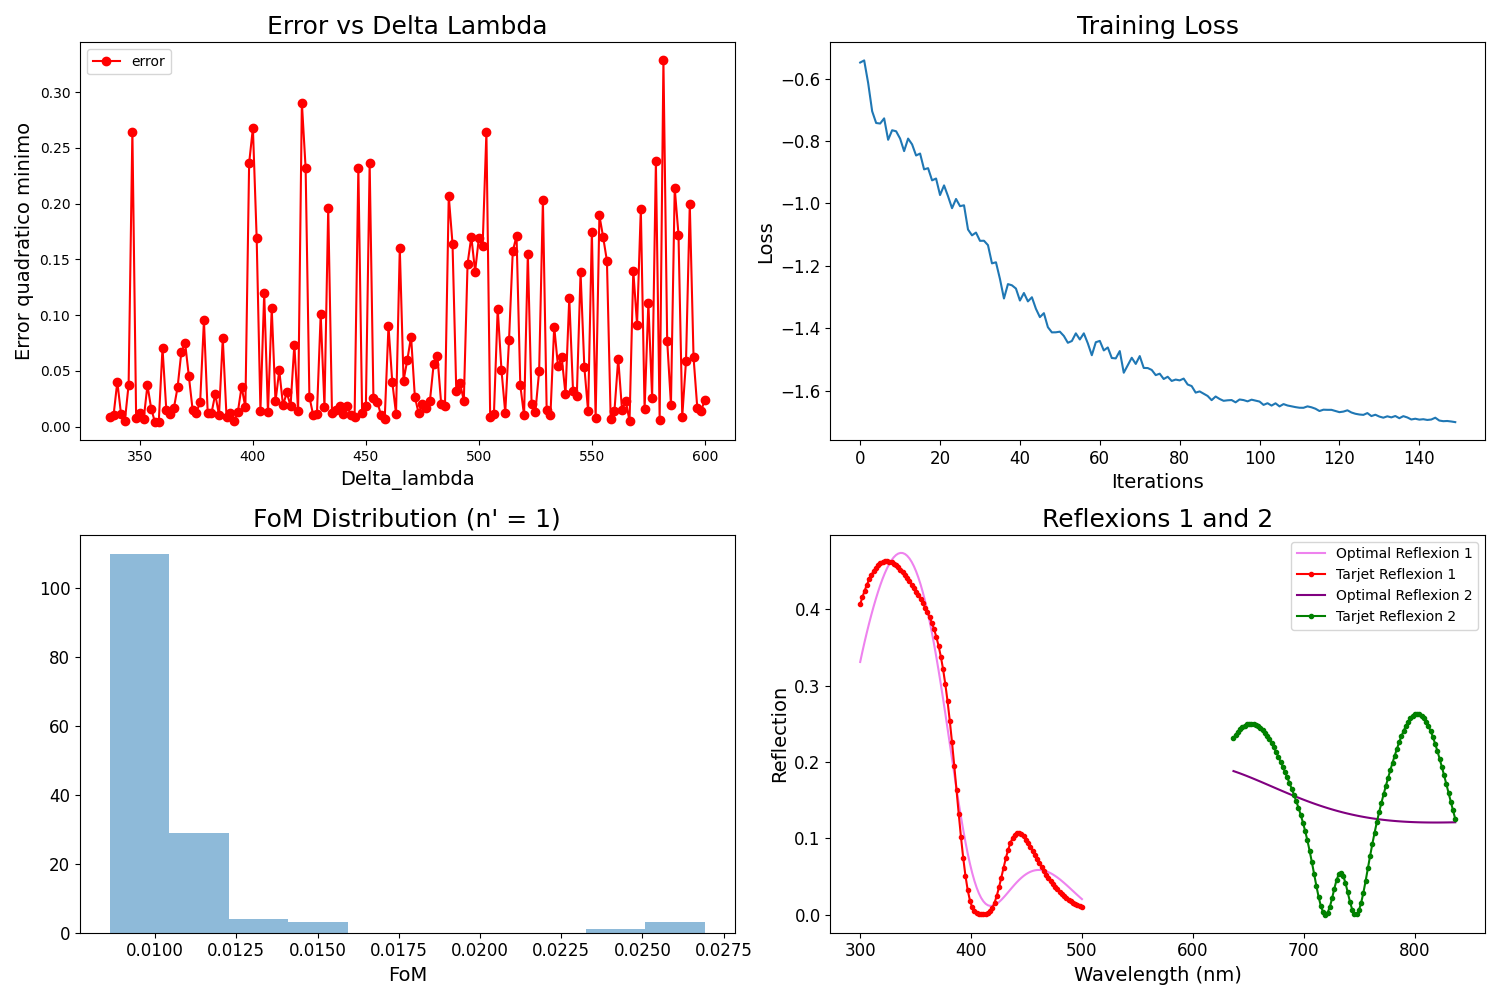 Error vs Delta Lambda
error
Error quadratico minimo
0.30
0.25
0.20
0.15
0.10
0.05
0.00
350 400 450 500 550 600
Delta_lambda
Training Loss
Loss
−0.6
−0.8
−1.0
−1.2
−1.4
−1.6
0 20 40 60 80 100 120 140
Iterations
FoM Distribution (n' = 1)
100
80
60
40
20
0
0.0100 0.0125 0.0150 0.0175 0.0200 0.0225 0.0250 0.0275
FoM
Reflexions 1 and 2
Optimal Reflexion 1
Tarjet Reflexion 1
Optimal Reflexion 2
Tarjet Reflexion 2
Reflection
0.4
0.3
0.2
0.1
0.0
300 400 500 600 700 800
Wavelength (nm)